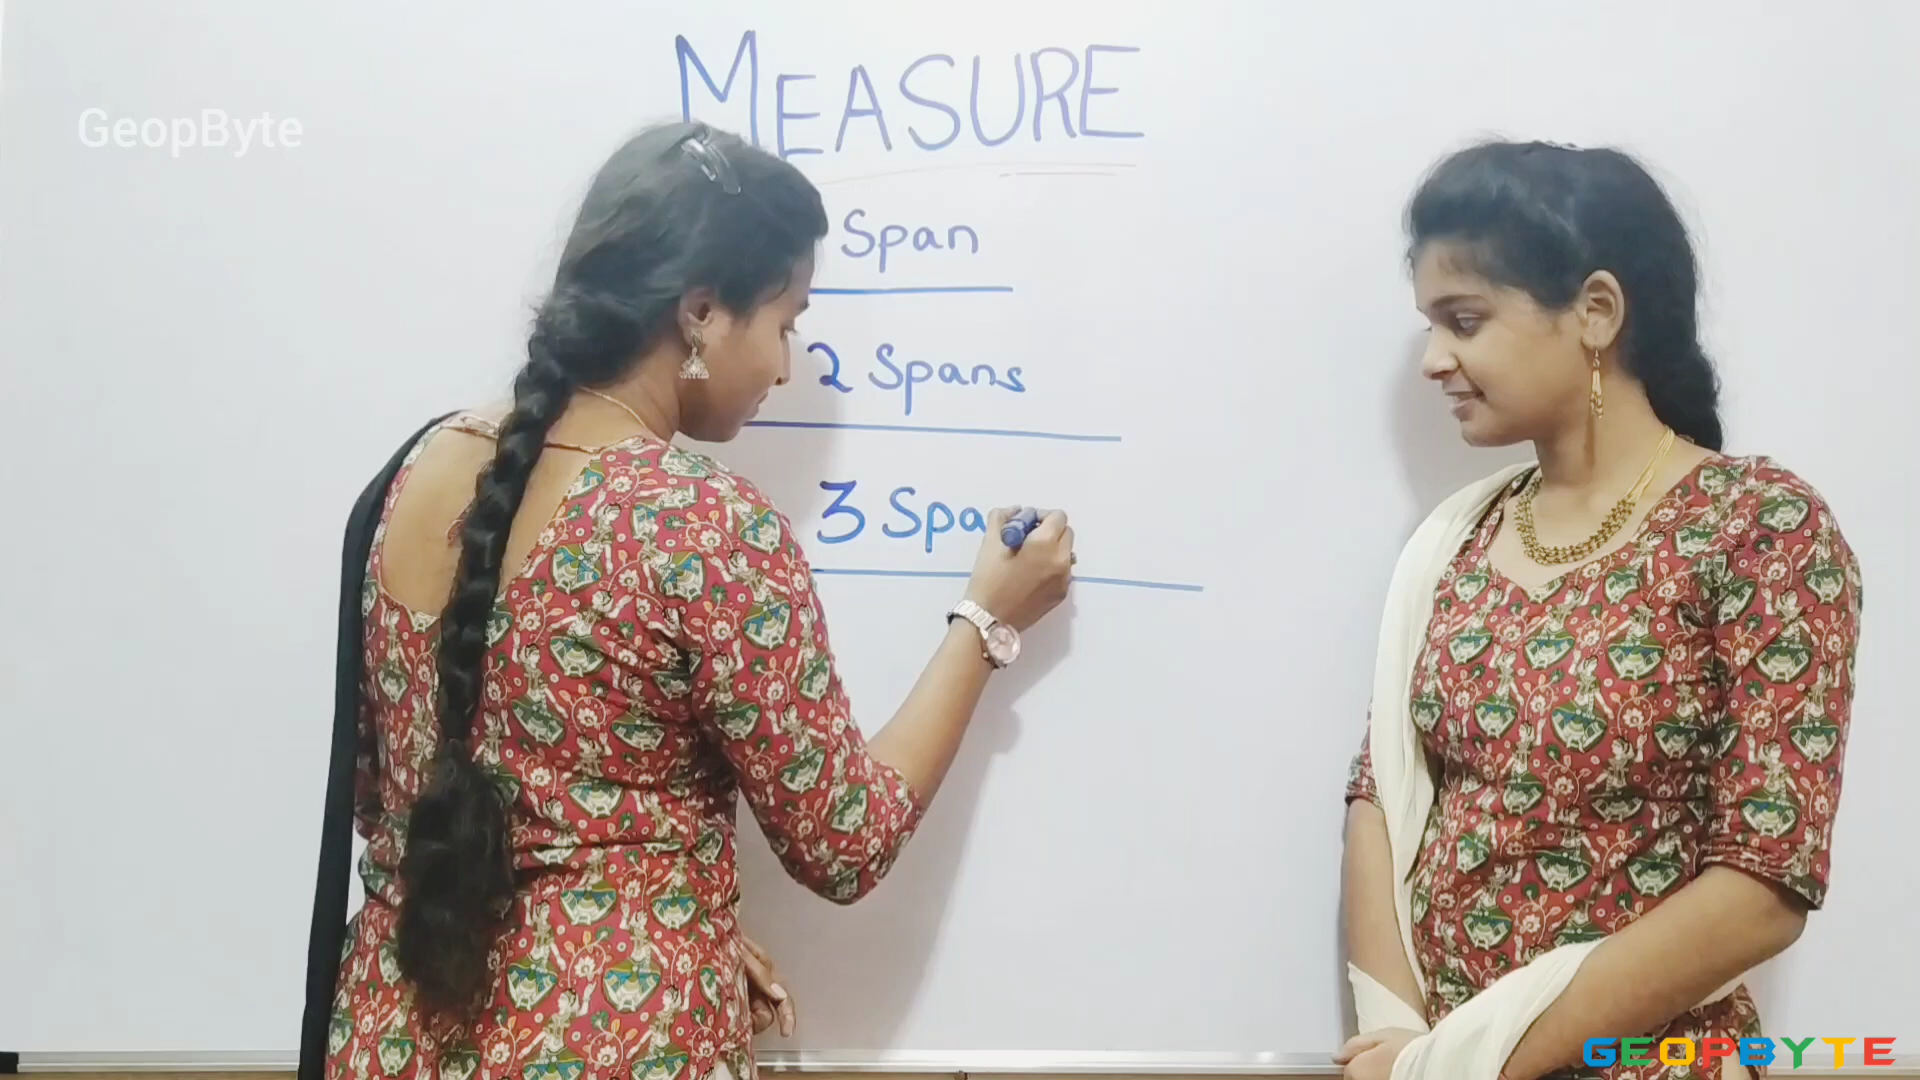 MEASURE
GeopByte
Span
2 Spans
3 Spa
GEOPBYTE